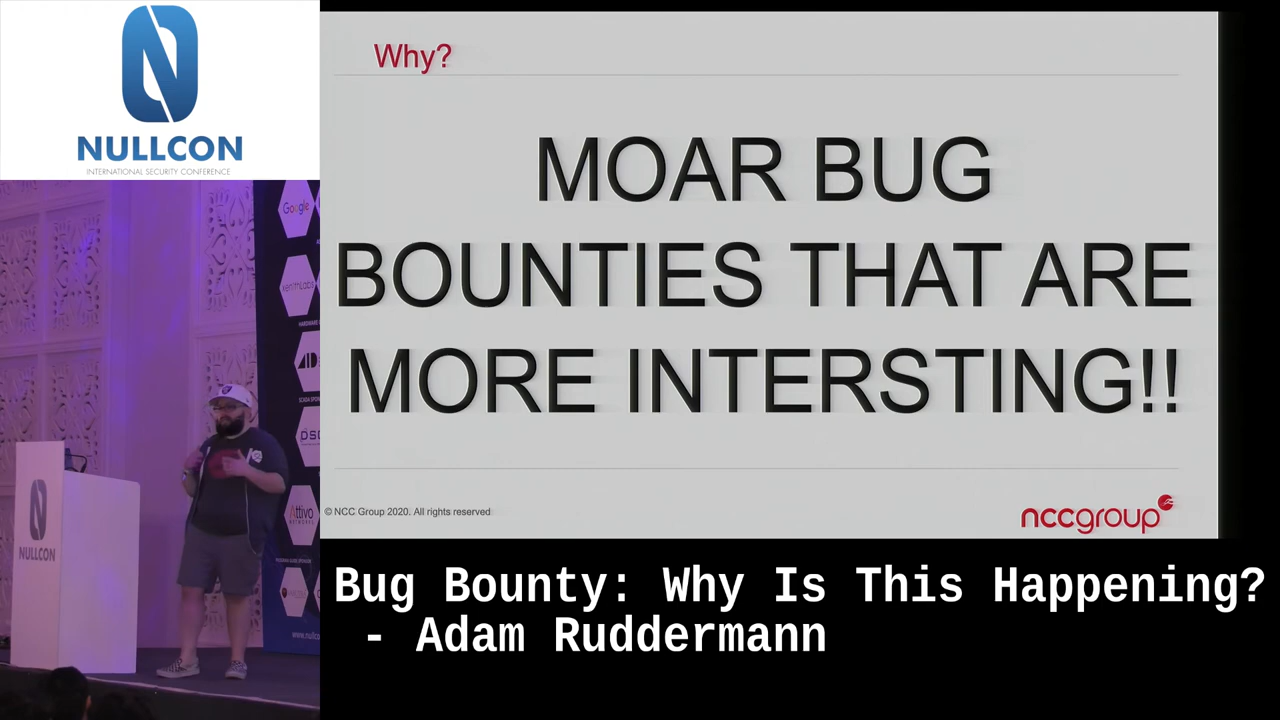 NULLCON
INTERNATIONAL SECURITY CONFERENCE
Why?
MOAR BUG
BOUNTIES THAT ARE
MORE INTERSTING!!
© NCC Group 2020. All rights reserved
nccgroup
Google
Attivo
NETWORKS
NULLCON
Bug Bounty: Why Is This Happening?
- Adam Ruddermann